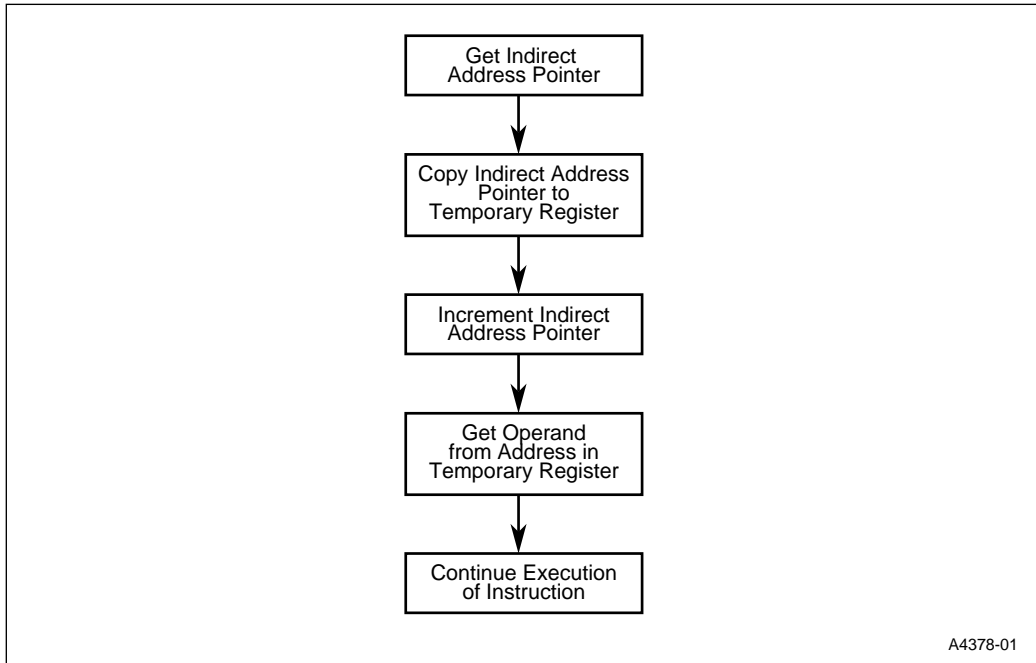 Get Indirect
Address Pointer
Copy Indirect Address
Pointer to
Temporary Register
Increment Indirect
Address Pointer
Get Operand
from Address in
Temporary Register
Continue Execution
of Instruction
A4378-01